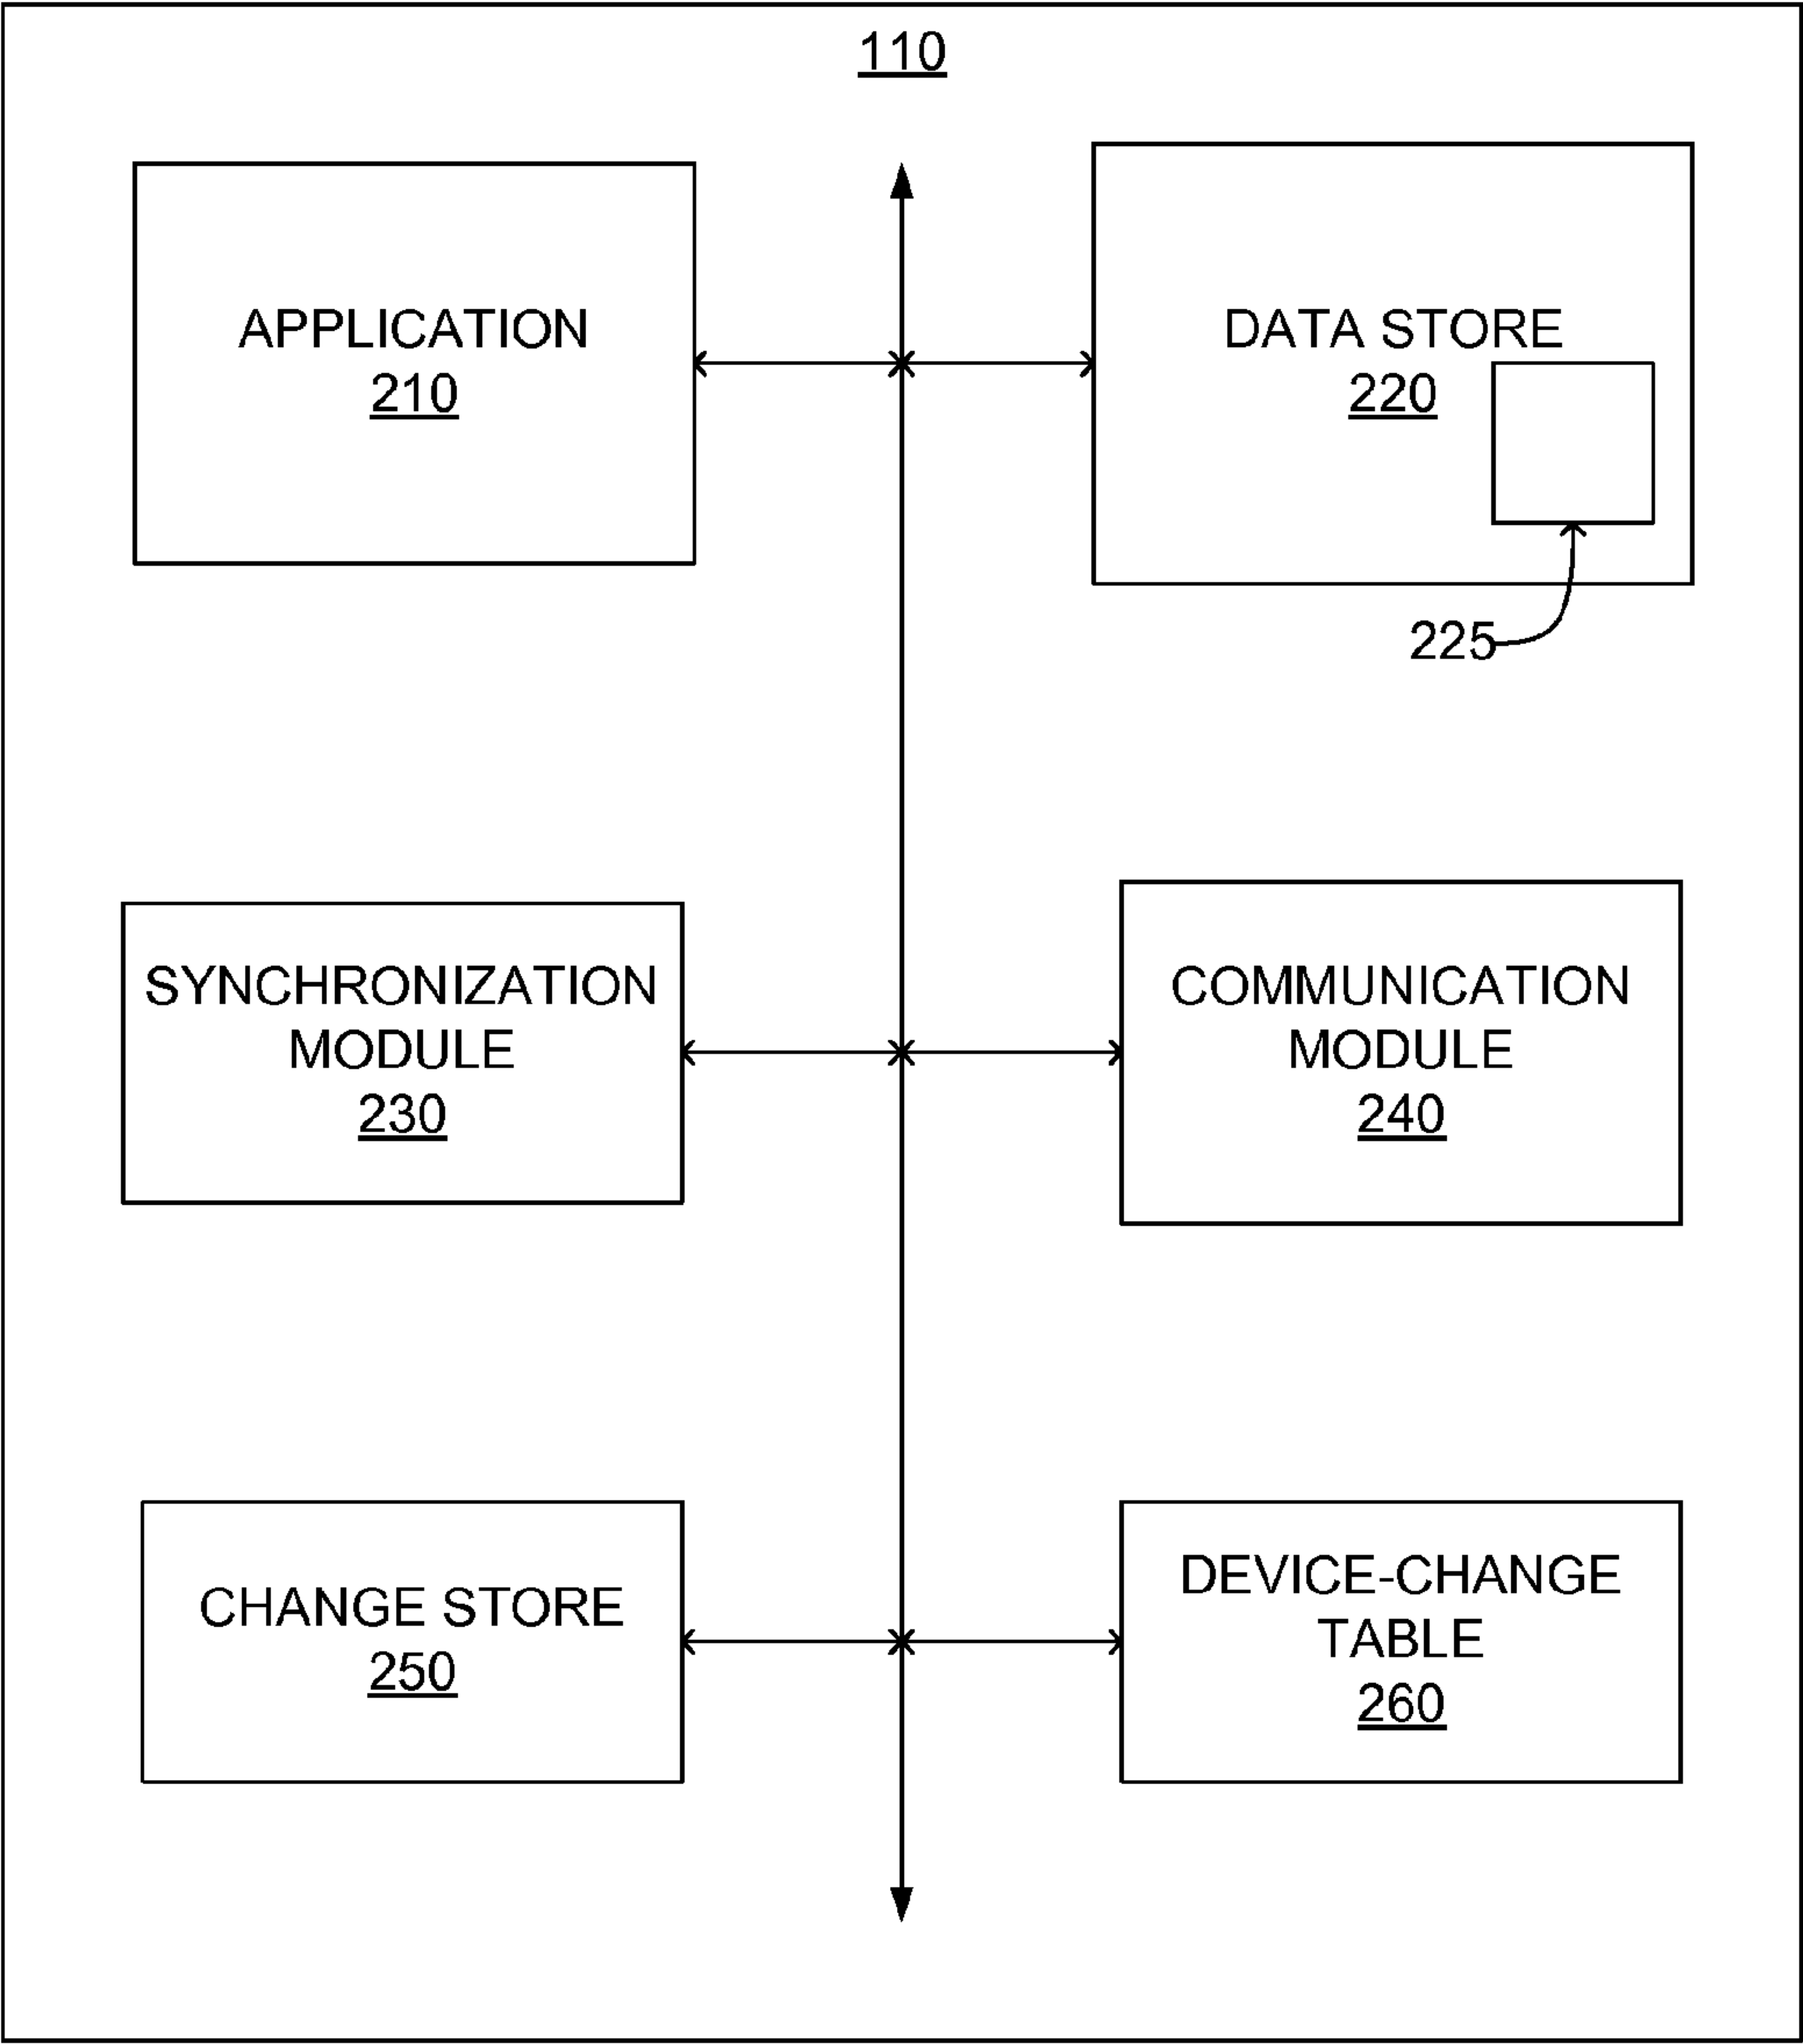 110
APPLICATION
210
DATA STORE
220
225
SYNCHRONIZATION
MODULE
230
COMMUNICATION
MODULE
240
CHANGE STORE
250
DEVICE-CHANGE
TABLE
260